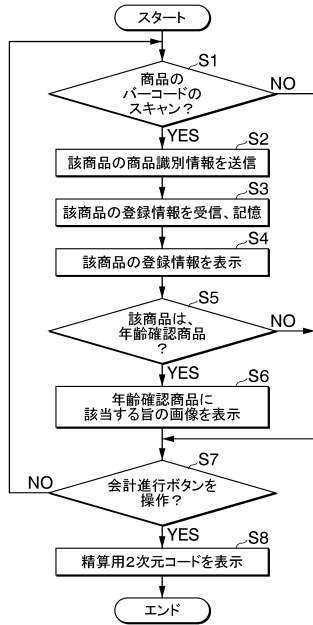 スタート
S1
商品の
バーコードの
スキャン？
NO
YES
S2
該商品の商品識別情報を送信
S3
該商品の登録情報を受信、記憶
S4
該商品の登録情報を表示
S5
該商品は、
年齢確認商品
？
NO
YES
S6
年齢確認商品に
該当する旨の画像を表示
S7
会計進行ボタンを
操作？
NO
YES
S8
精算用2次元コードを表示
エンド